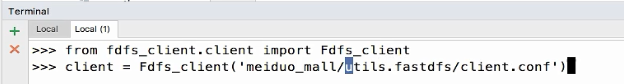 Terminal
Local
Local (1)
>>> from fdfs_client.client import Fdfs_client
>>> client = Fdfs_client('meiduo_mall/utils.fastdfs/client.conf')